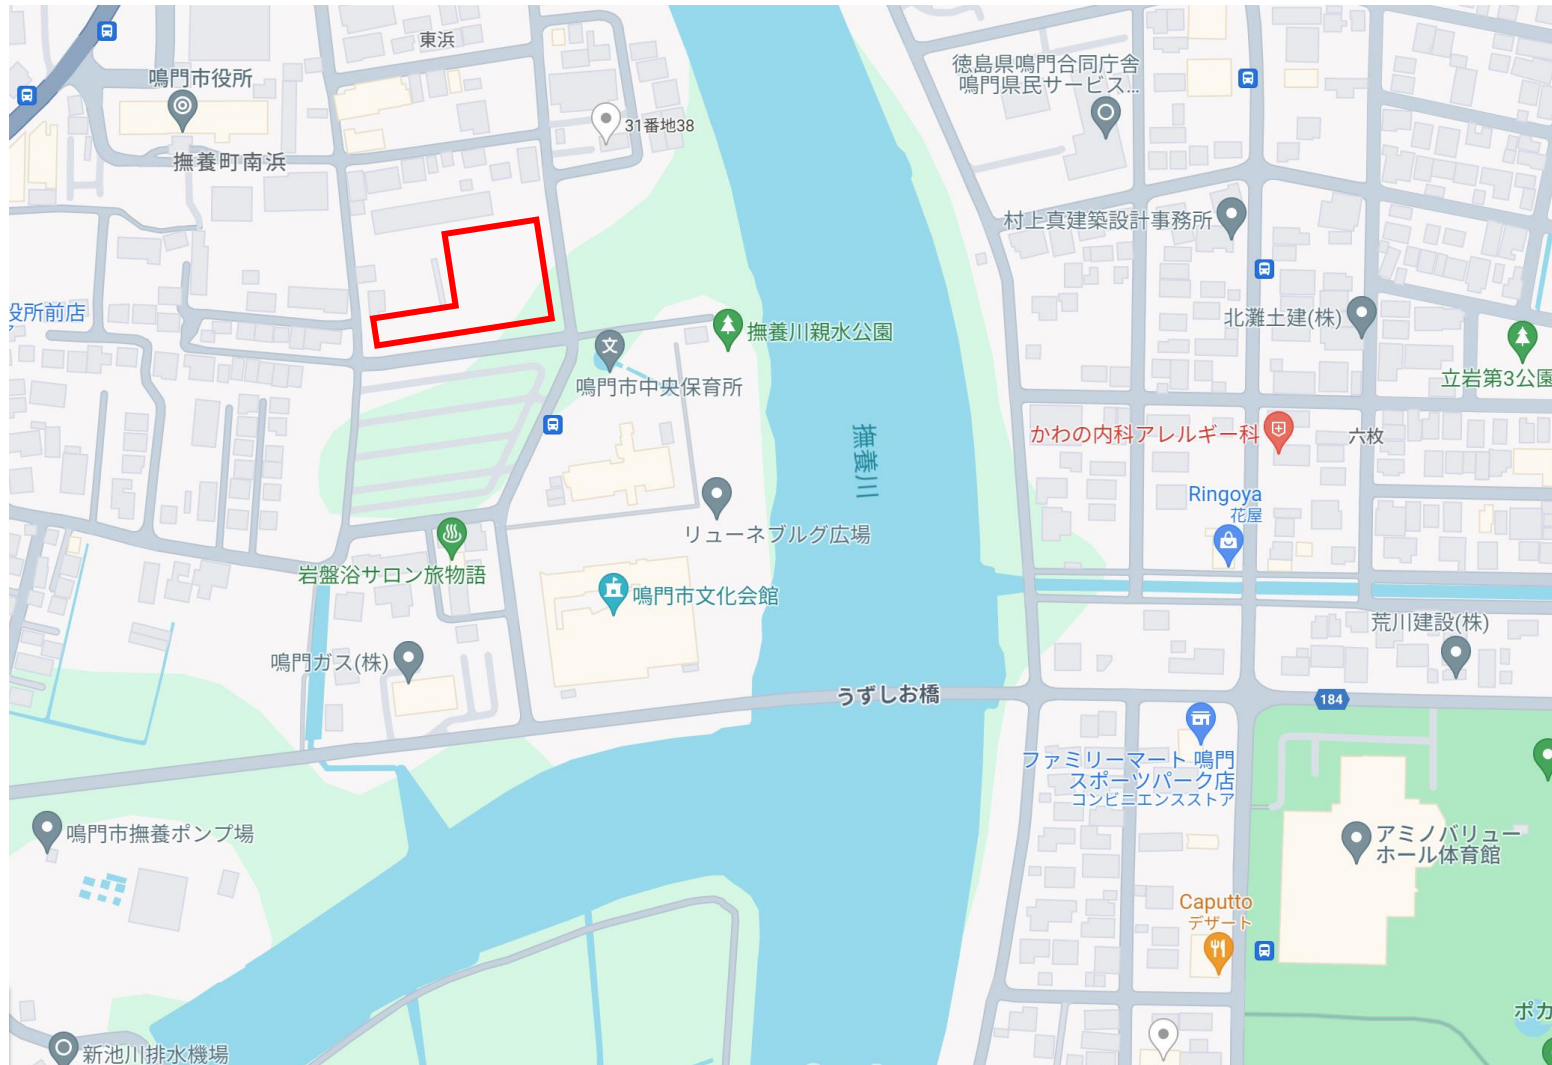 東浜
鳴門市役所
31番地38
撫養町南浜
徳島県鳴門合同庁舎
鳴門県民サービス...
村上真建築設計事務所
役所前店
撫養川親水公園
北灘土建(株)
鳴門市中央保育所
立岩第3公園
撫養川
かわの内科アレルギー科
六枚
Ringoya
花屋
リューネブルグ広場
岩盤浴サロン旅物語
鳴門市文化会館
荒川建設(株)
鳴門ガス(株)
うずしお橋
184
ファミリーマート 鳴門
スポーツパーク店
コンビニエンスストア
鳴門市撫養ポンプ場
アミノバリュー
ホール体育館
Caputto
デザート
ポカ
新池川排水機場
文